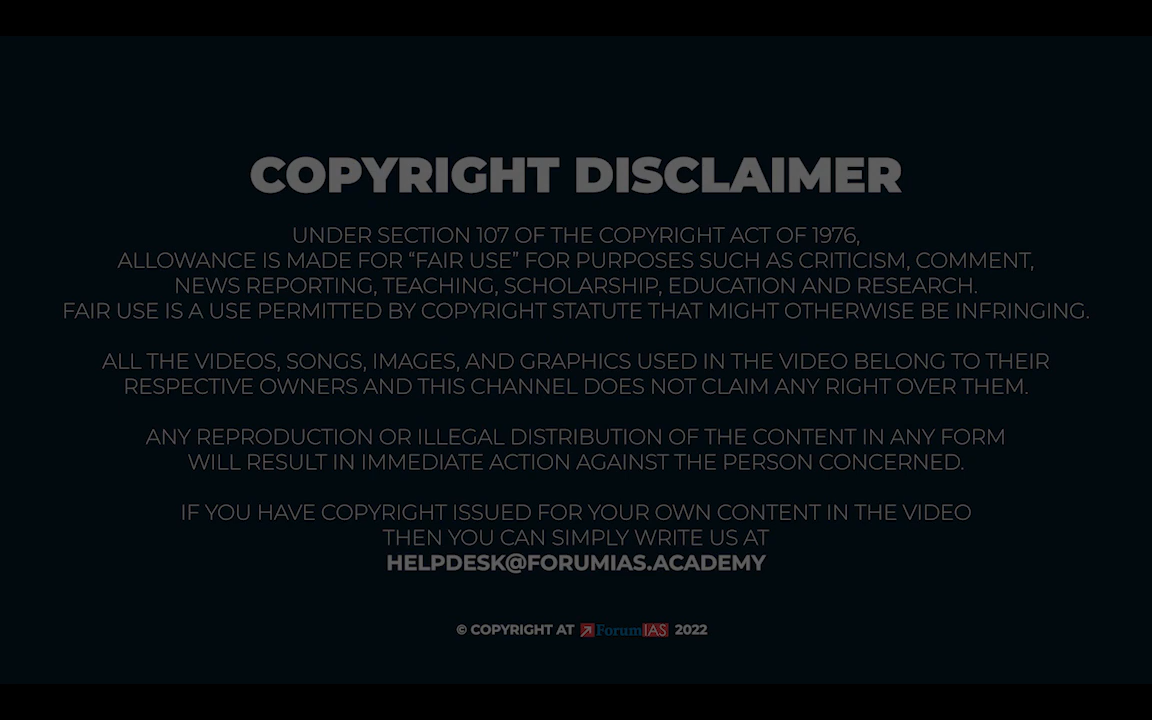 COPYRIGHT DISCLAIMER
UNDER SECTION 107 OF THE COPYRIGHT ACT OF 1976,
ALLOWANCE IS MADE FOR “FAIR USE” FOR PURPOSES SUCH AS CRITICISM, COMMENT,
NEWS REPORTING, TEACHING, SCHOLARSHIP, EDUCATION AND RESEARCH.
FAIR USE IS A USE PERMITTED BY COPYRIGHT STATUTE THAT MIGHT OTHERWISE BE INFRINGING.
ALL THE VIDEOS, SONGS, IMAGES, AND GRAPHICS USED IN THE VIDEO BELONG TO THEIR
RESPECTIVE OWNERS AND THIS CHANNEL DOES NOT CLAIM ANY RIGHT OVER THEM.
ANY REPRODUCTION OR ILLEGAL DISTRIBUTION OF THE CONTENT IN ANY FORM
WILL RESULT IN IMMEDIATE ACTION AGAINST THE PERSON CONCERNED.
IF YOU HAVE COPYRIGHT ISSUED FOR YOUR OWN CONTENT IN THE VIDEO
THEN YOU CAN SIMPLY WRITE US AT
HELPDESK@FORUMIAS.ACADEMY
© COPYRIGHT AT ForumIAS 2022